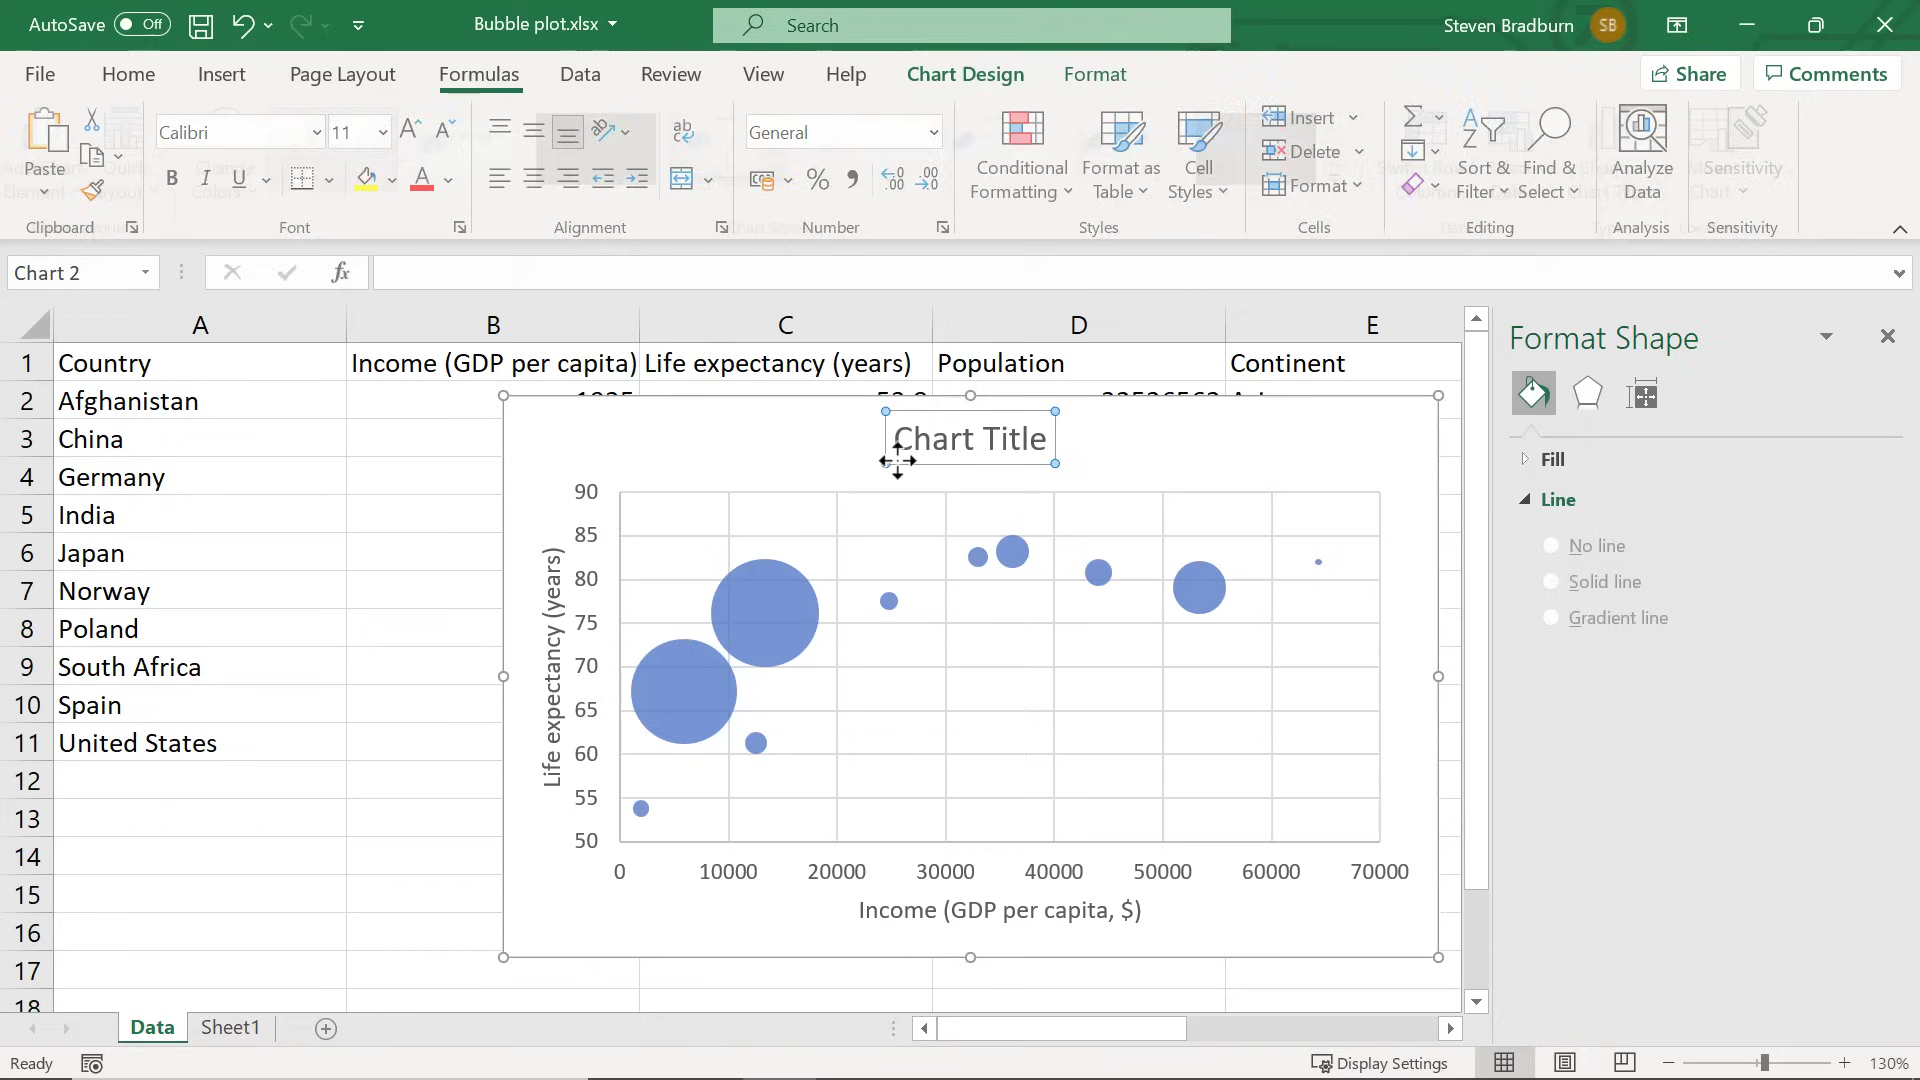 AutoSave Off Bubble plot.xlsx Search Steven Bradburn SB
File Home Insert Page Layout Formulas Data Review View Help Chart Design Format Share Comments
Calibri 11 General Insert
Paste Conditional Formatting Format as Table Cell Styles Delete Sort & Filter Find & Select Analyze Data Sensitivity
B I U A % Format
Clipboard Font Alignment Number Styles Cells Editing Analysis Sensitivity
Chart 2 fx
A B C D E
1 Country Income (GDP per capita) Life expectancy (years) Population Continent
2 Afghanistan
3 China
4 Germany
5 India
6 Japan
7 Norway
8 Poland
9 South Africa
10 Spain
11 United States
12
13
14
15
16
17
18
Chart Title
90
85
80
75
70
65
60
55
50
Life expectancy (years)
0 10000 20000 30000 40000 50000 60000 70000
Income (GDP per capita, $)
Format Shape
Fill
Line
No line
Solid line
Gradient line
Data Sheet1
Ready Display Settings 130%